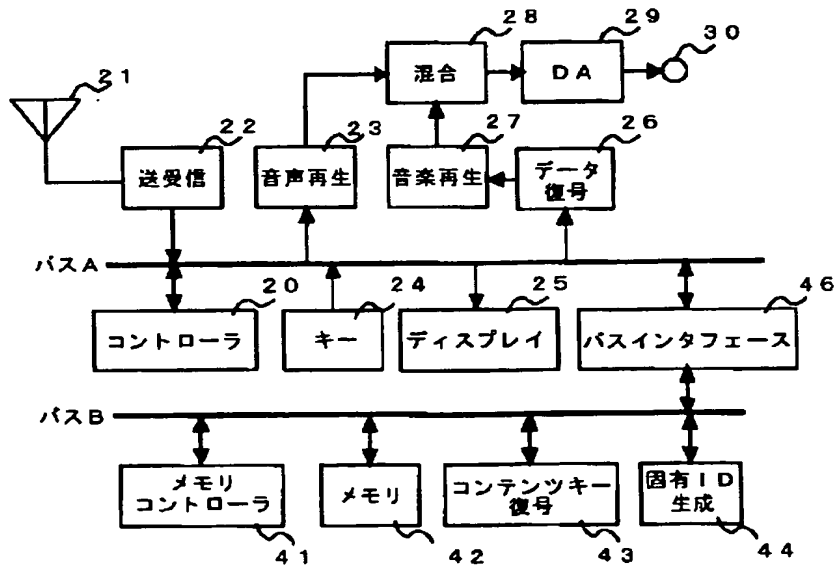 28
29
30
混合
DA
21
22
23
27
26
送受信
音声再生
音楽再生
データ
復号
バスA
20
24
25
46
コントローラ
キー
ディスプレイ
バスインタフェース
バスB
メモリ
コントローラ
メモリ
コンテンツキー
復号
固有ID
生成
41
42
43
44